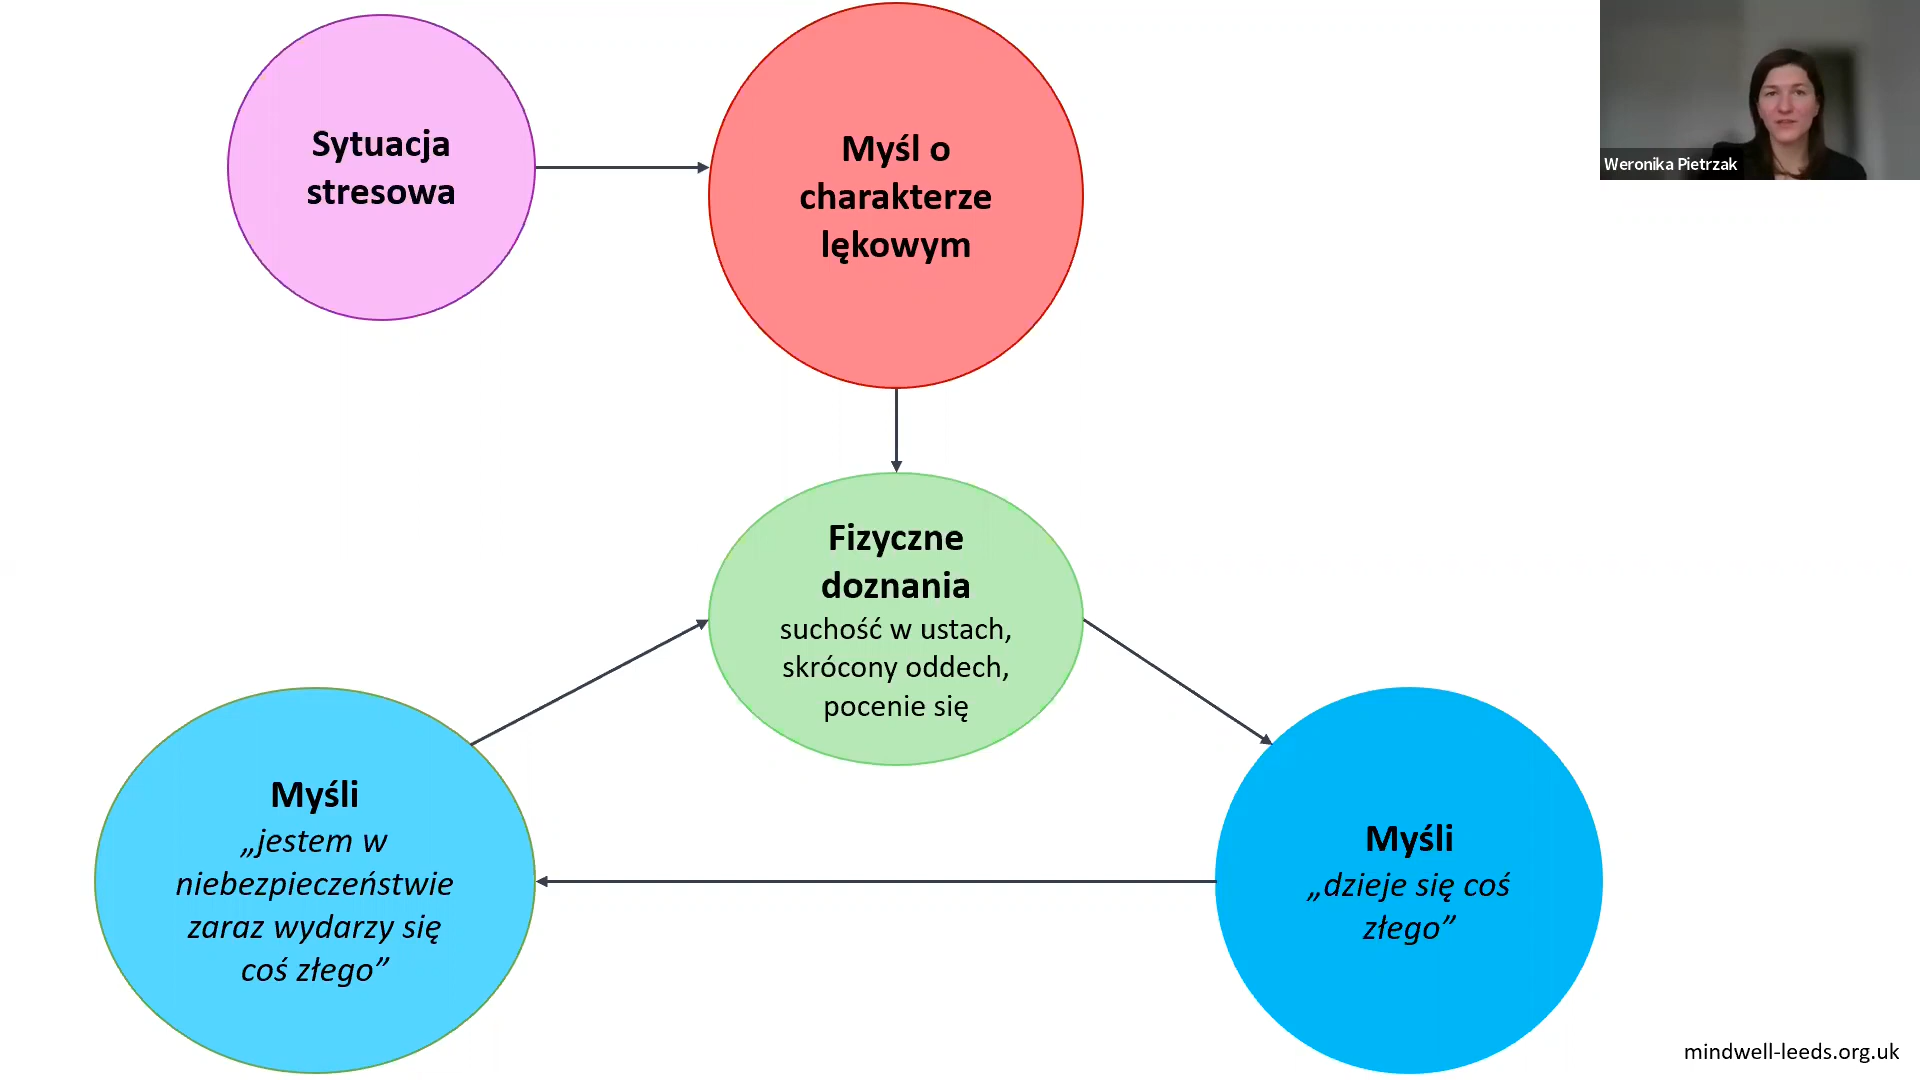 Sytuacja
stresowa
Myśl o
charakterze
lękowym
Weronika Pietrzak
Fizyczne
doznania
suchość w ustach,
skrócony oddech,
pocenie się
Myśli
„jestem w
niebezpieczeństwie
zaraz wydarzy się
coś złego”
Myśli
„dzieje się coś
złego”
mindwell-leeds.org.uk